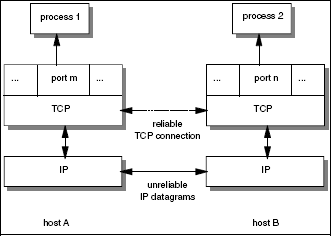 process 1
process 2
... port m ...
... port n ...
TCP
TCP
reliable
TCP connection
IP
IP
unreliable
IP datagrams
host A
host B